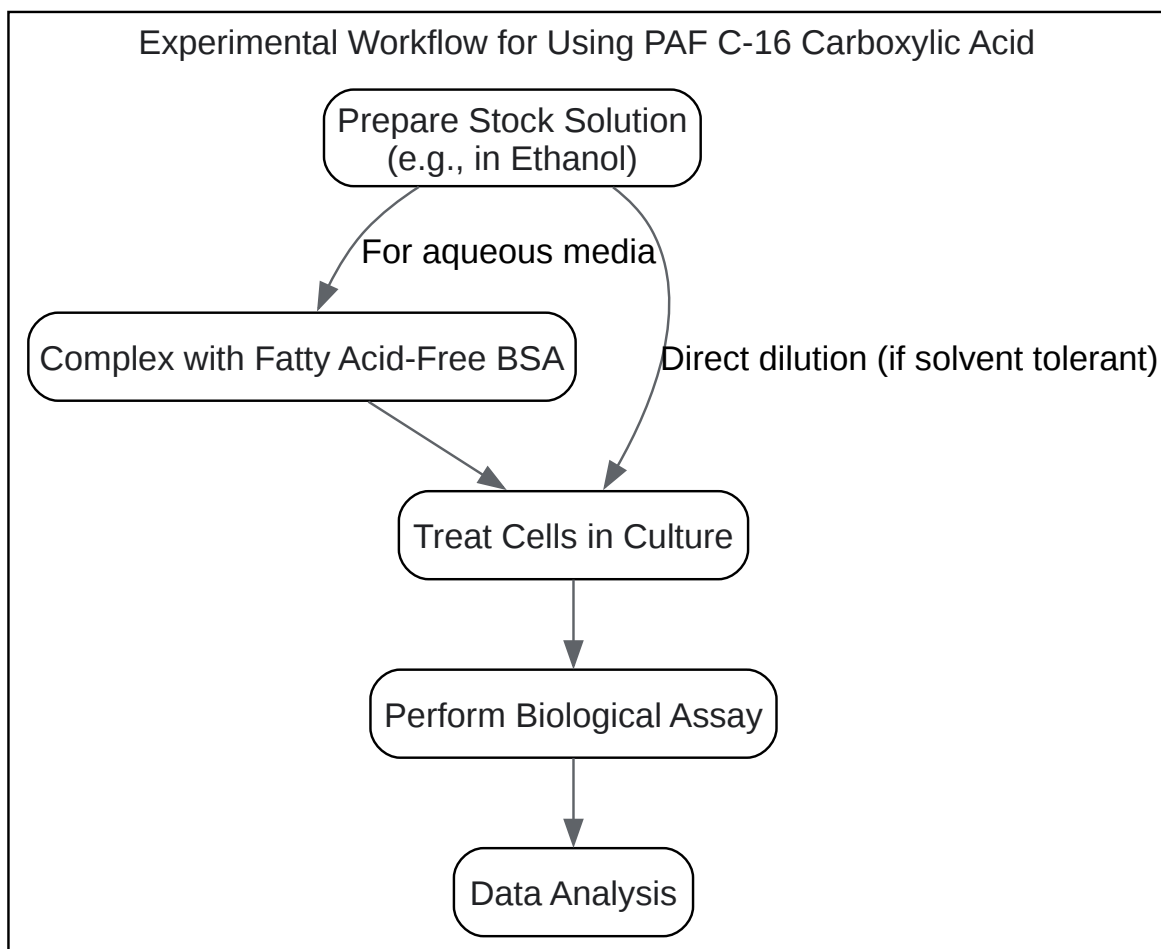 Experimental Workflow for Using PAF C-16 Carboxylic Acid
Prepare Stock Solution
(e.g., in Ethanol)
For aqueous media
Complex with Fatty Acid-Free BSA
Direct dilution (if solvent tolerant)
Treat Cells in Culture
Perform Biological Assay
Data Analysis